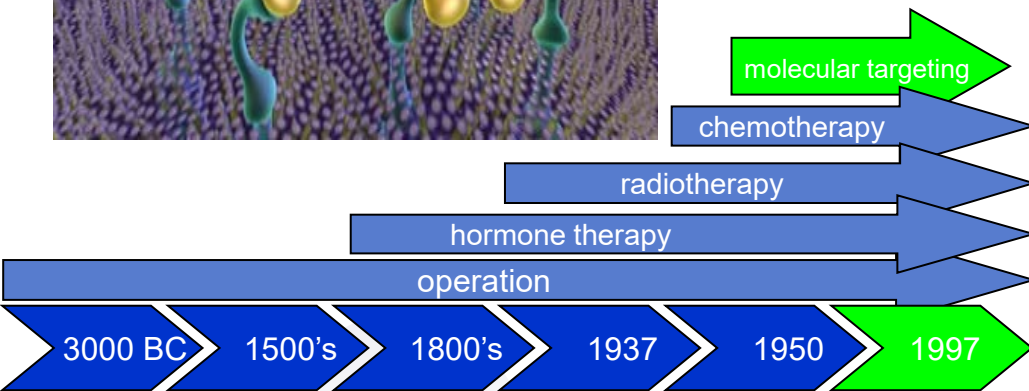 molecular targeting
chemotherapy
radiotherapy
hormone therapy
operation
3000 BC 1500’s 1800’s 1937 1950 1997